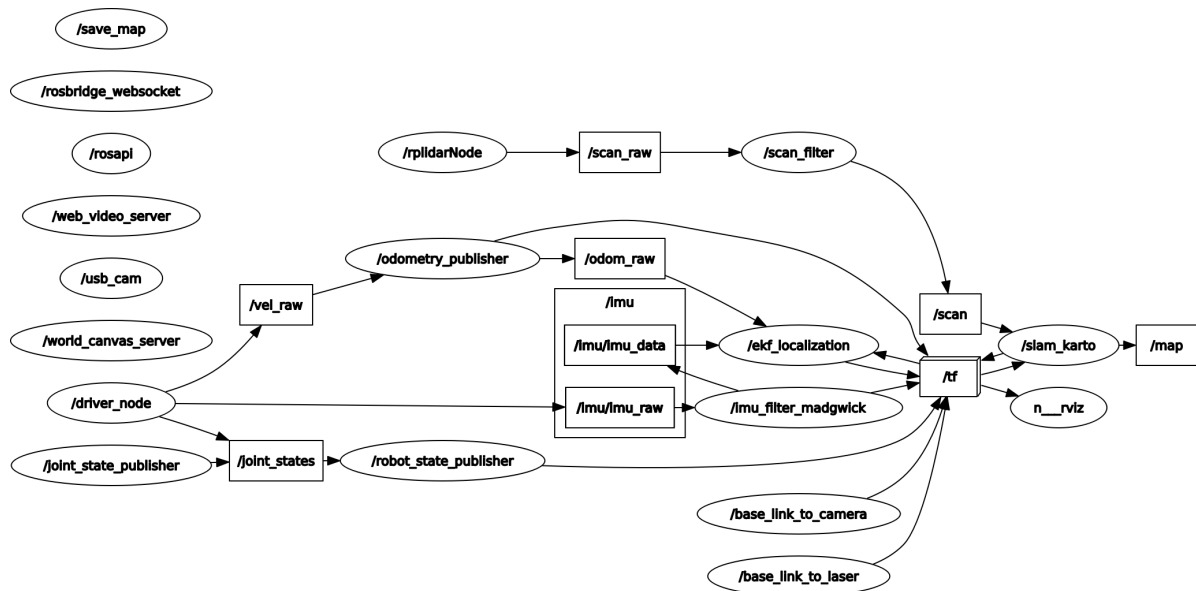 /save_map
/rosbridge_websocket
/rosapi
/web_video_server
/usb_cam
/world_canvas_server
/driver_node
/joint_state_publisher
/vel_raw
/joint_states
/rplidarNode
/odometry_publisher
/robot_state_publisher
/scan_raw
/odom_raw
/imu
/imu/imu_data
/imu/imu_raw
/scan_filter
/ekf_localization
/imu_filter_madgwick
/base_link_to_camera
/base_link_to_laser
/scan
/tf
/slam_karto
n__rviz
/map